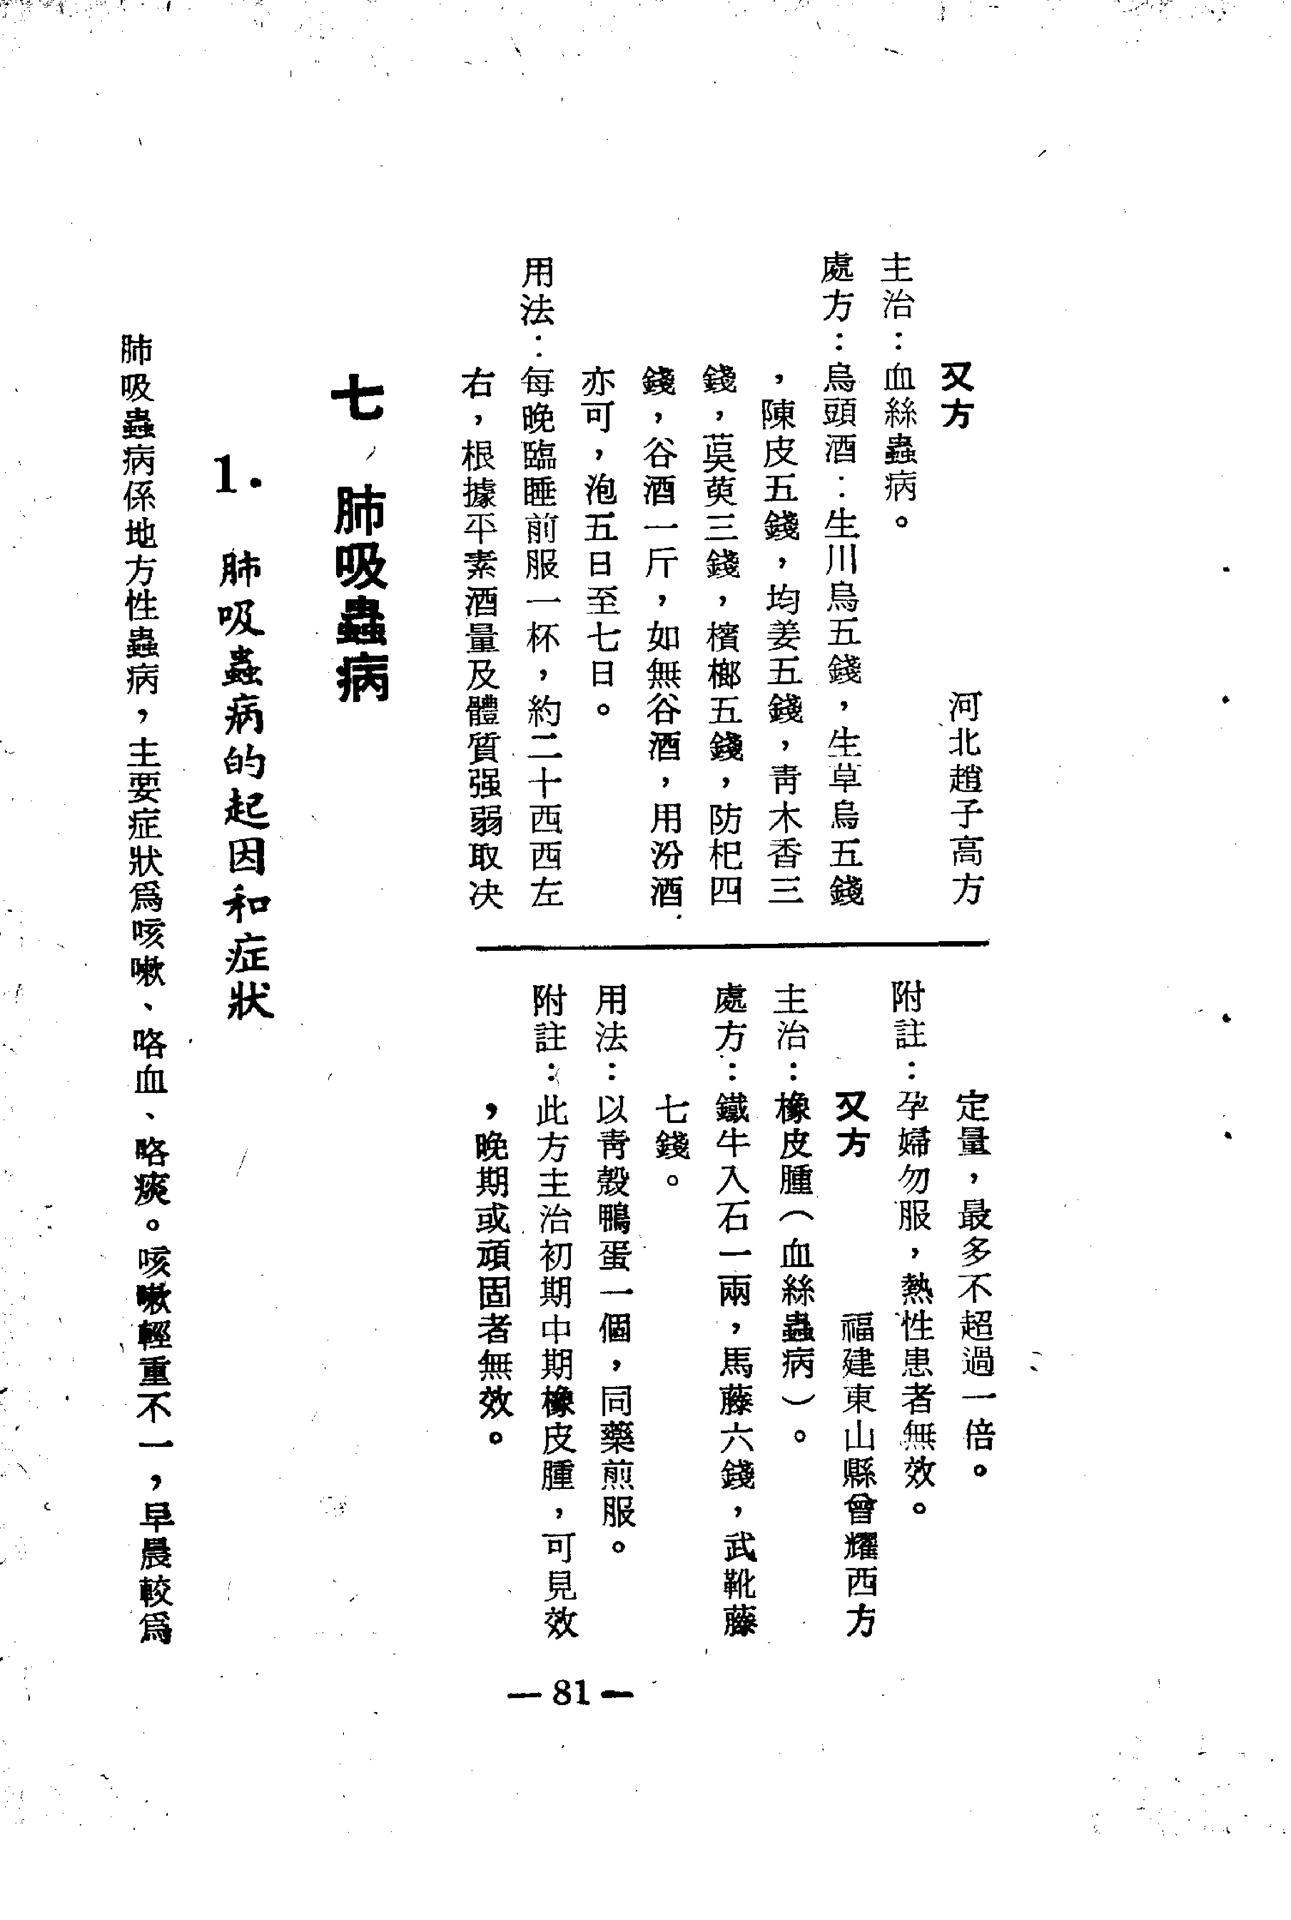 又方
河北趙子高方
主治：血絲蟲病。
處方：烏頭酒：生川烏五錢，生草烏五錢
，陳皮五錢，均姜五錢，青木香三
錢，萸萸三錢，檳榔五錢，防杞四
錢，谷酒一斤，如無谷酒，用汾酒
亦可，泡五日至七日。
用法：每晚臨睡前服一杯，約二十西西左
右，根據平素酒量及體質强弱取决
定量，最多不超過一倍。
附註：孕婦勿服，熱性患者無效。
又方
福建東山縣曾耀西方
主治：橡皮腫（血絲蟲病）。
處方：鐵牛入石一兩，馬藤六錢，武靴藤
七錢。
用法：以青殼鴨蛋一個，同藥煎服。
附註：此方主治初期中期橡皮腫，可見效
，晚期或頑固者無效。
七、肺吸蟲病
1. 肺吸蟲病的起因和症狀
肺吸蟲病係地方性蟲病，主要症狀爲咳嗽、咯血、咯痰。咳嗽輕重不一，早晨較爲
—81—